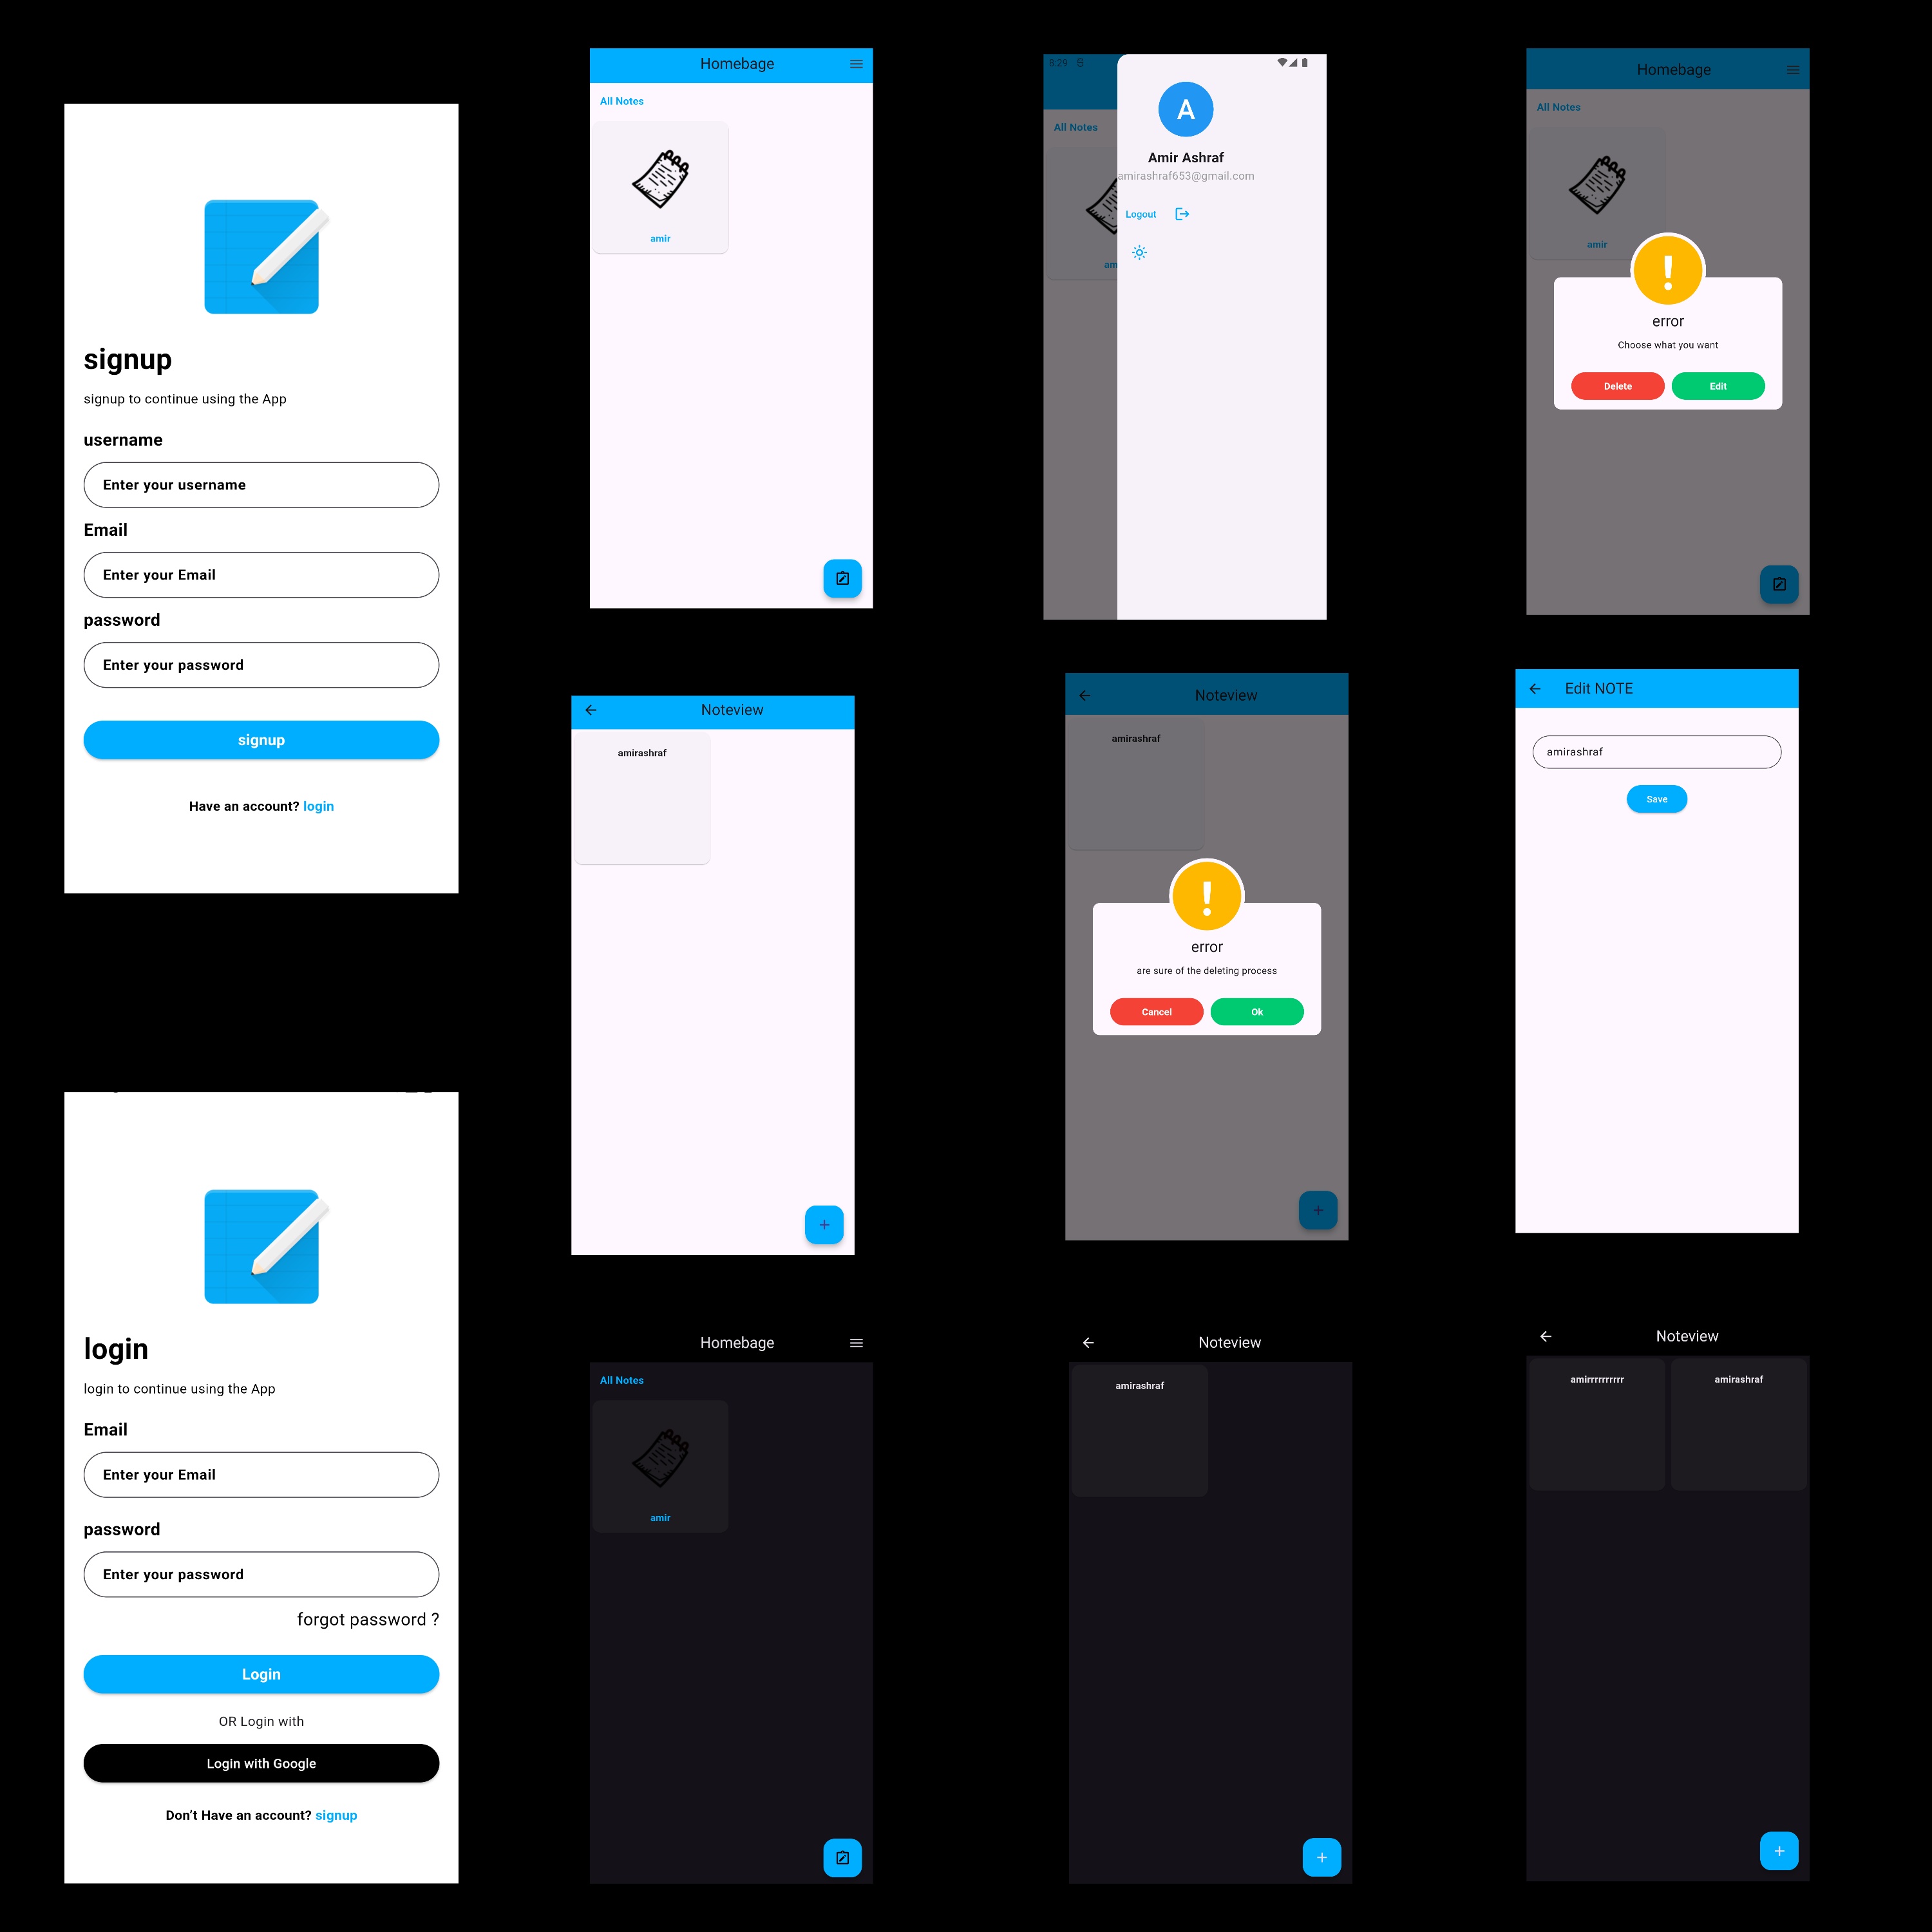 signup
signup to continue using the App
username
Enter your username
Email
Enter your Email
password
Enter your password
signup
Have an account? login
Homebage
All Notes
amir
8:29
All Notes
am
A
Amir Ashraf
amirashraf653@gmail.com
Logout
Homebage
All Notes
amir
error
Choose what you want
Delete
Edit
Noteview
amirashraf
Noteview
amirashraf
error
are sure of the deleting process
Cancel
Ok
Edit NOTE
amirashraf
Save
login
login to continue using the App
Email
Enter your Email
password
Enter your password
forgot password ?
Login
OR Login with
Login with Google
Don't Have an account? signup
Homebage
All Notes
amir
Noteview
amirashraf
Noteview
amirrrrrrrrrr
amirashraf